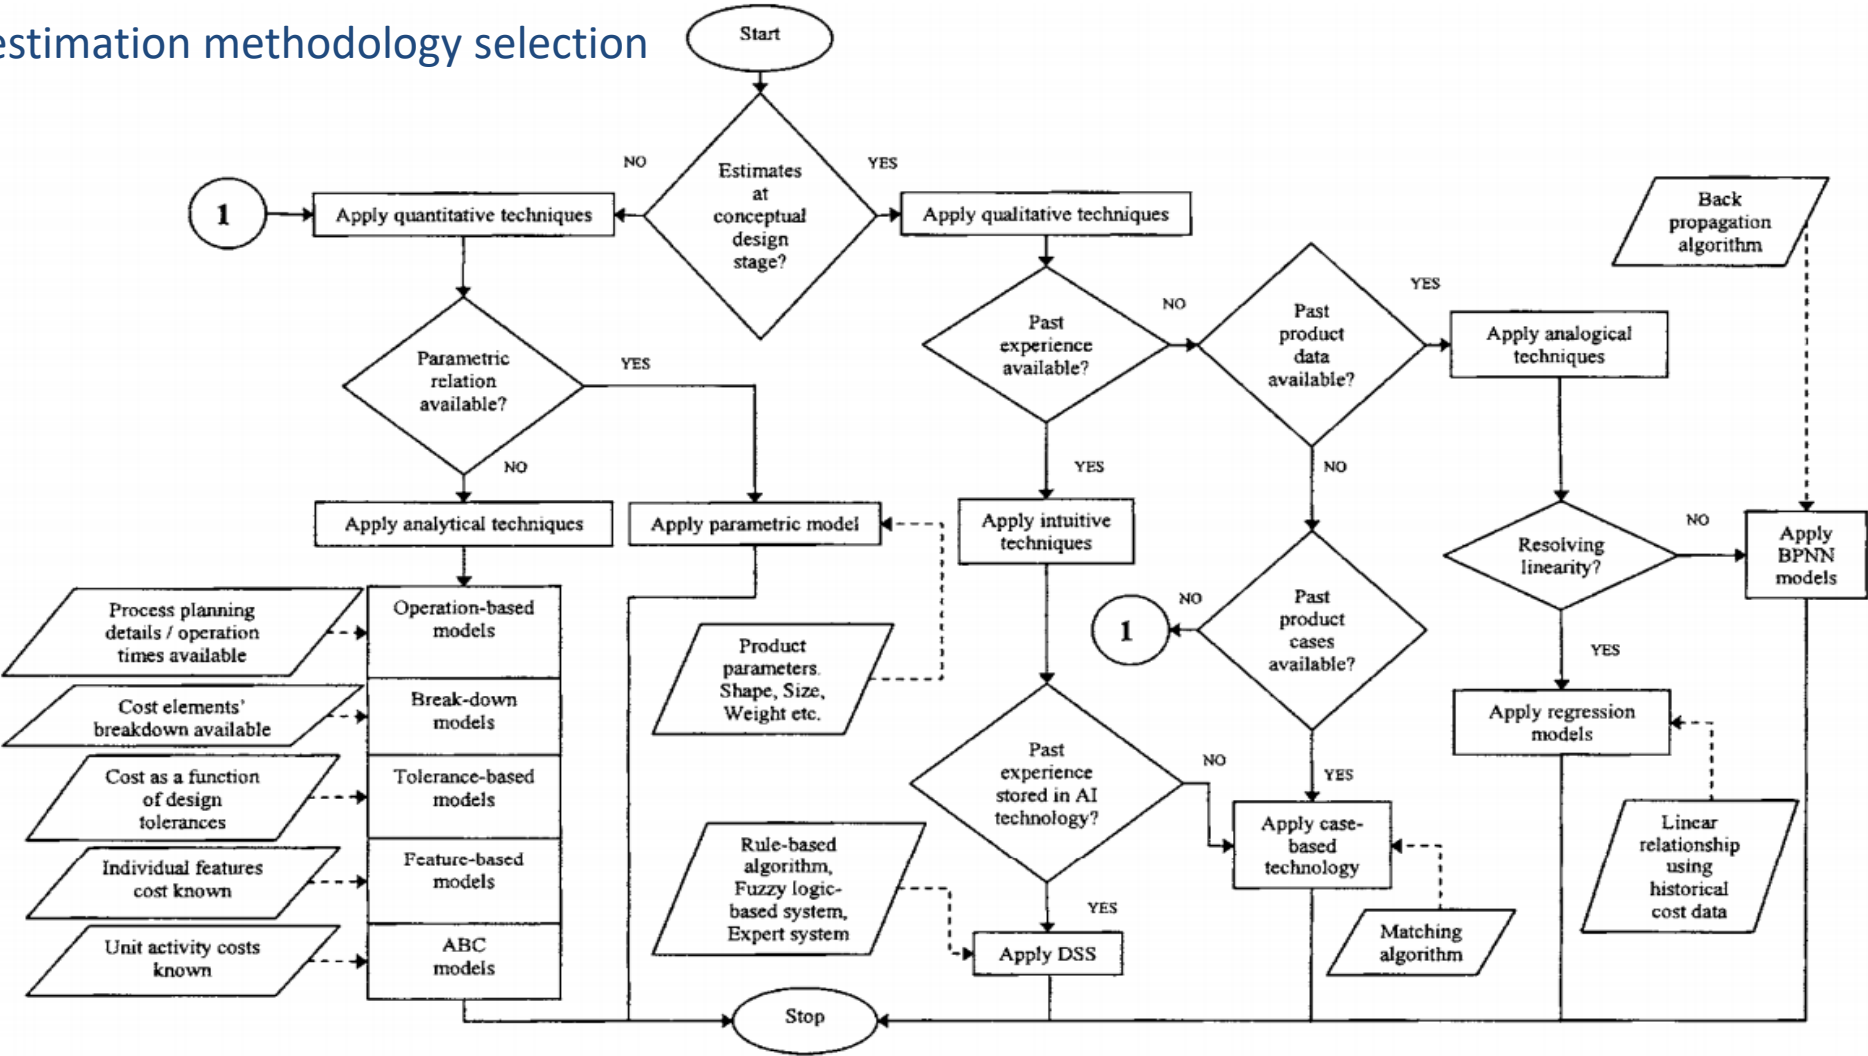 estimation methodology selection
Start
NO
YES
Estimates
at
conceptual
design
stage?
1
Apply quantitative techniques
Apply qualitative techniques
Back
propagation
algorithm
Parametric
relation
available?
YES
NO
Past
experience
available?
NO
YES
Past
product
data
available?
YES
NO
Apply analogical
techniques
Apply analytical techniques
Apply parametric model
Apply intuitive
techniques
Resolving
linearity?
NO
YES
Apply
BPNN
models
Process planning
details / operation
times available
Operation-based
models
Cost elements'
breakdown available
Break-down
models
Cost as a function
of design
tolerances
Tolerance-based
models
Individual features
cost known
Feature-based
models
Unit activity costs
known
ABC
models
Product
parameters.
Shape, Size,
Weight etc.
1
NO
Past
product
cases
available?
YES
Apply regression
models
Past
experience
stored in AI
technology?
NO
YES
Apply case-
based
technology
Linear
relationship
using
historical
cost data
Rule-based
algorithm,
Fuzzy logic-
based system,
Expert system
Apply DSS
Matching
algorithm
Stop